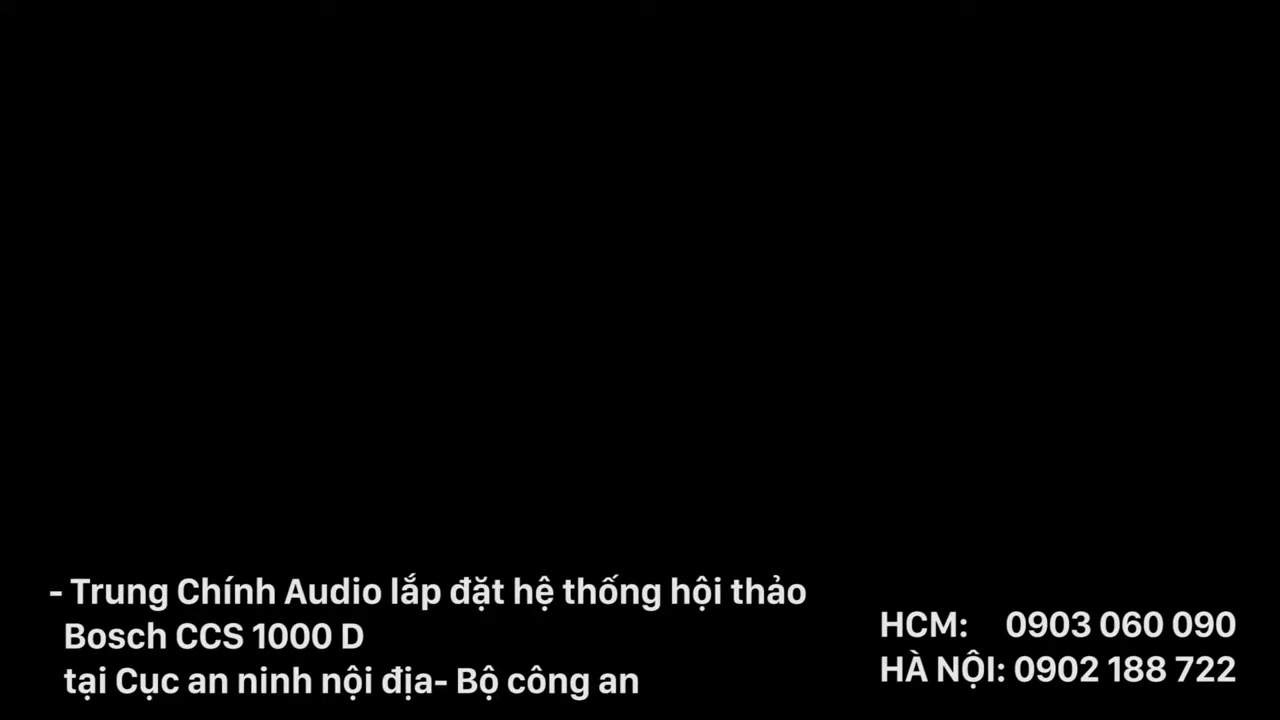 - Trung Chính Audio lắp đặt hệ thống hội thảo
Bosch CCS 1000 D
tại Cục an ninh nội địa- Bộ công an
HCM: 0903 060 090
HÀ NỘI: 0902 188 722